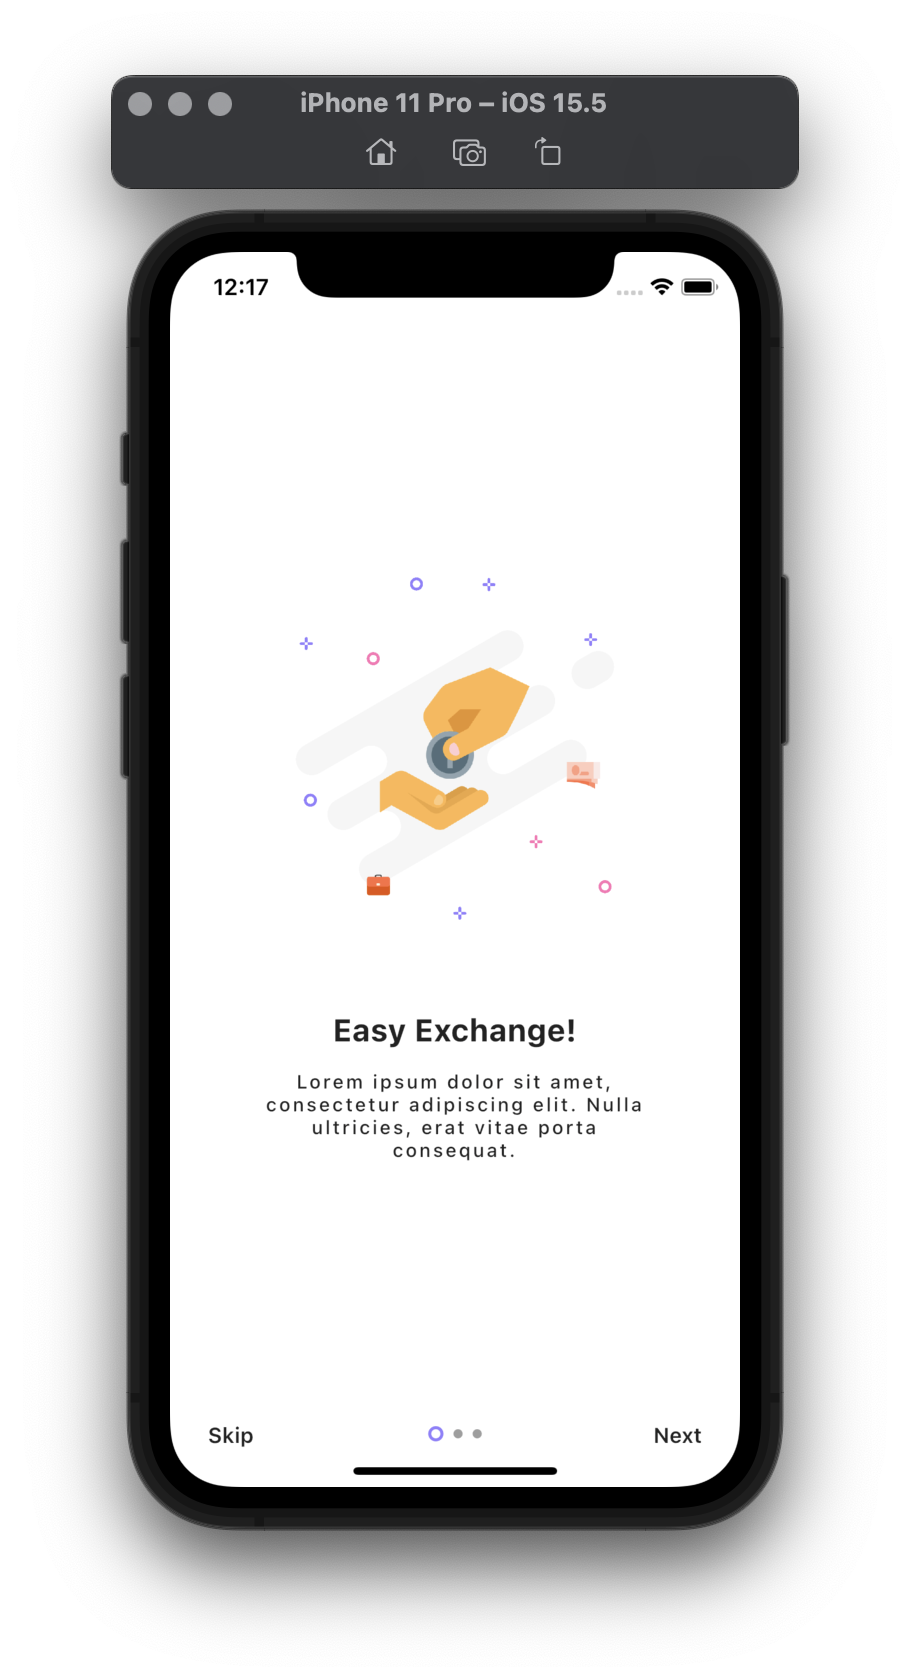 iPhone 11 Pro – iOS 15.5
12:17
Easy Exchange!
Lorem ipsum dolor sit amet,
consectetur adipiscing elit. Nulla
ultricies, erat vitae porta
consequat.
Skip
Next